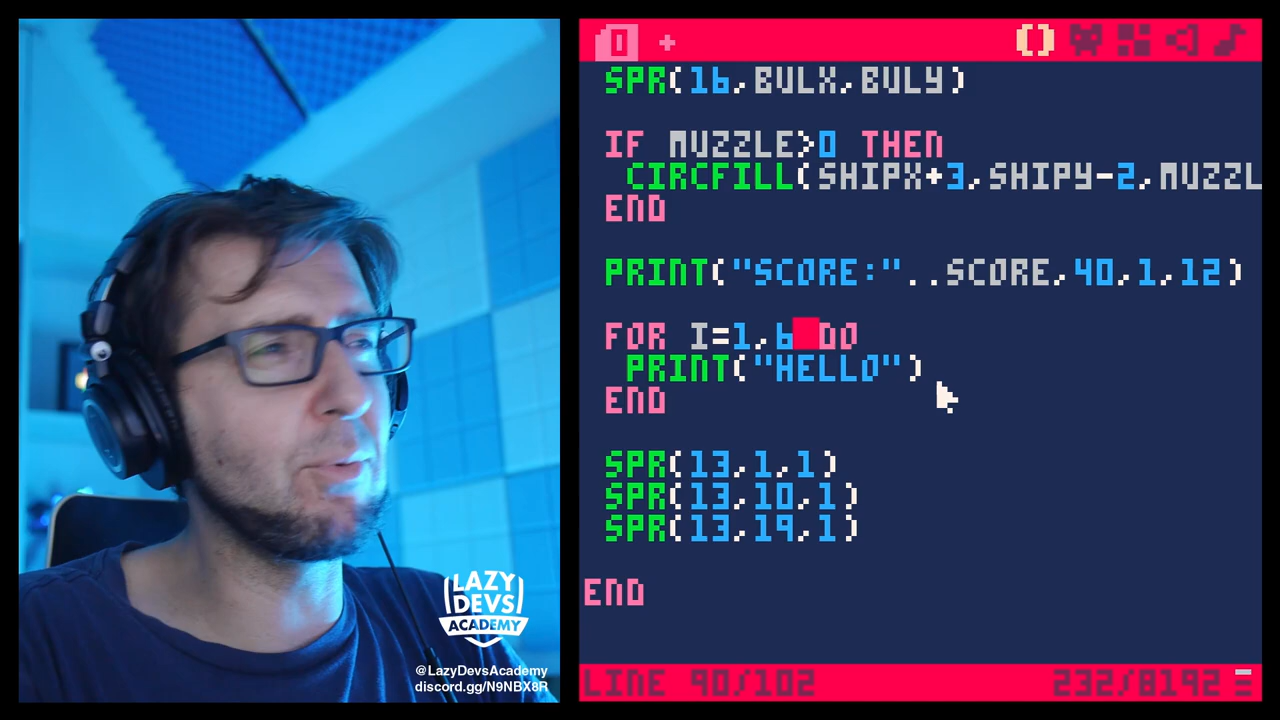 0 +
SPR(16,BULX,BULY)
IF MUZZLE>0 THEN
CIRCFILL(SHIPX+3,SHIPY-2,MUZZL
END
PRINT("SCORE:"..SCORE,40,1,12)
FOR I=1,6 DO
PRINT("HELLO")
END
SPR(13,1,1)
SPR(13,10,1)
SPR(13,19,1)
END
LINE 90/102
232/8192
LAZY
DEVS
ACADEMY
@LazyDevsAcademy
discord.gg/N9NBX8R